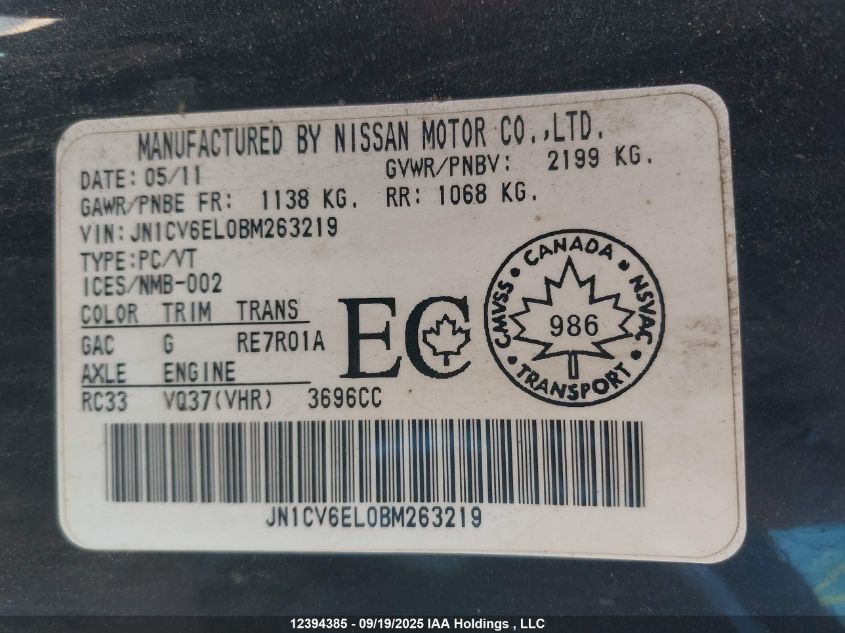 MANUFACTURED BY NISSAN MOTOR CO.,LTD.
DATE: 05/11 GVWR/PNBV: 2199 KG.
GAWR/PNBE FR: 1138 KG. RR: 1068 KG.
VIN: JN1CV6EL0BM263219
TYPE:PC/VT
ICES/NMB-002
COLOR TRIM TRANS
GAC G RE7R01A
AXLE ENGINE
RC33 VQ37(VHR) 3696CC
EC
CANADA
CMVSS • NSVAC
986
• TRANSPORT •
JN1CV6EL0BM263219
12394385 - 09/19/2025 IAA Holdings , LLC